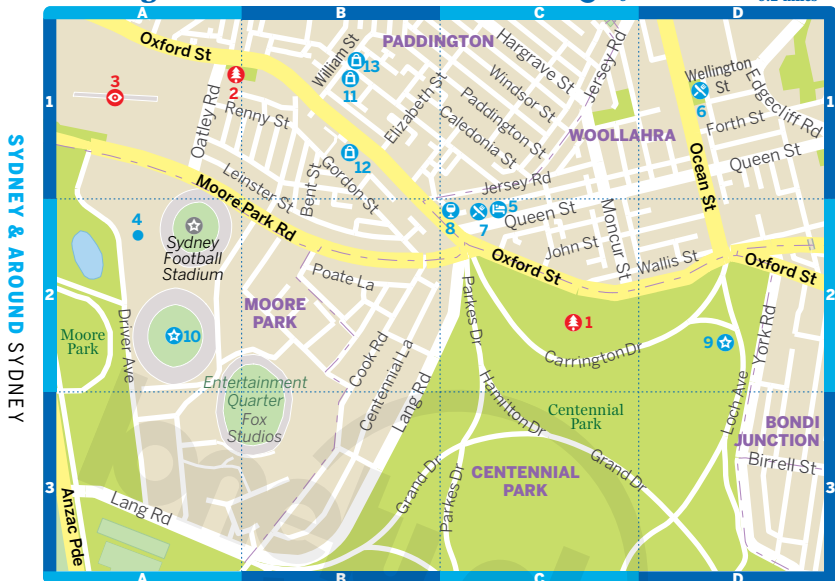 A
B
C
D
Oxford St
PADDINGTON
William St
13
11
Hargrave St
Windsor St
Jersey Rd
Wellington St
6
Edgecliff Rd
3
2
1
1
Oatley Rd
Renny St
Elizabeth St
Paddington St
Caledonia St
WOOLLAHRA
Forth St
Queen St
12
Leinster St
Bent St
Gordon St
Jersey Rd
Ocean St
Moore Park Rd
4
Sydney
Football
Stadium
8
7
5
Queen St
John St
Moncur St
Wallis St
Oxford St
Oxford St
SYDNEY & AROUND SYDNEY
2
2
Poate La
MOORE
PARK
Moore
Park
Driver Ave
10
Parkes Dr
1
Carrington Dr
9
York Rd
Cook Rd
Centennial La
Lang Rd
Entertainment
Quarter
Fox
Studios
Hamilton Dr
Centennial
Park
Loch Ave
BONDI
JUNCTION
Birrell St
CENTENNIAL
PARK
Grand Dr
Parkes Dr
Grand Dr
3
3
Lang Rd
Anzac Pde
A
B
C
D